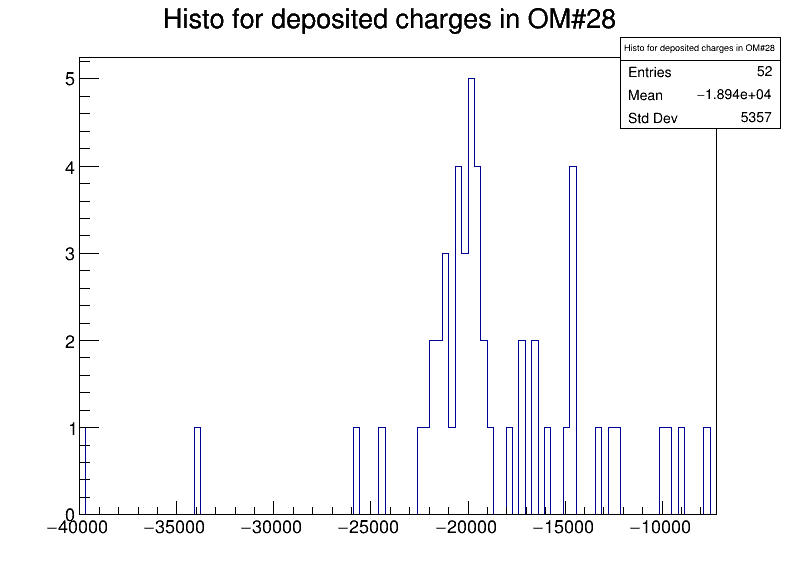 Histo for deposited charges in OM#28
Histo for deposited charges in OM#28
Entries 52
Mean −1.894e+04
Std Dev 5357
5
4
3
2
1
0
−40000 −35000 −30000 −25000 −20000 −15000 −10000